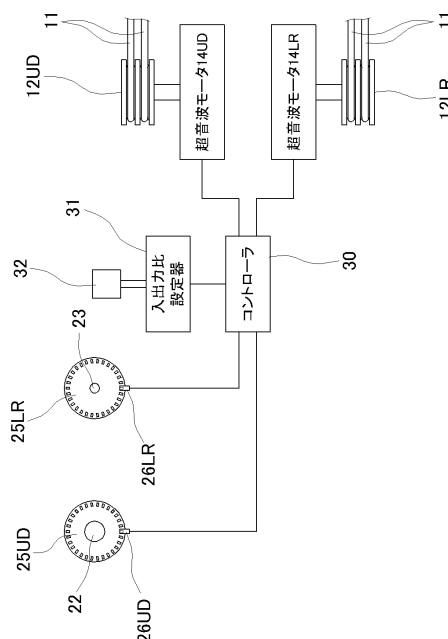 11
12UD
超音波モータ14UD
超音波モータ14LR
11
12LR
31
32
入出力比
設定器
コントローラ
30
23
25LR
26LR
25UD
22
26UD